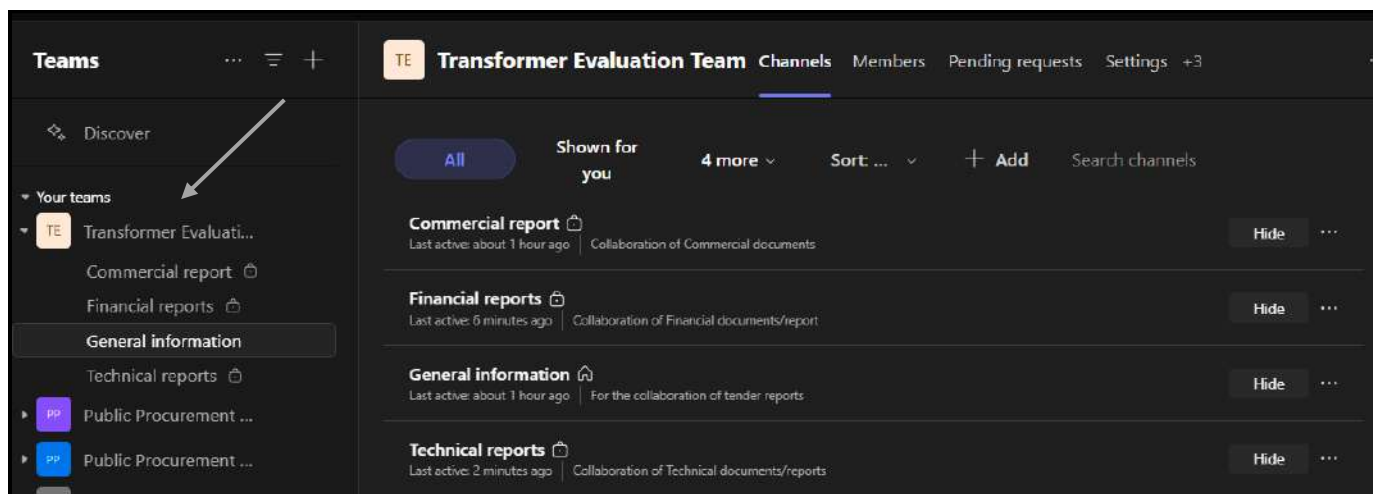 Teams
Discover
Your teams
TE Transformer Evaluati...
Commercial report
Financial reports
General information
Technical reports
PP Public Procurement ...
PP Public Procurement ...
TE Transformer Evaluation Team Channels Members Pending requests Settings +3
All
Shown for
you
4 more
Sort: ...
Add
Search channels
Commercial report
Last active: about 1 hour ago | Collaboration of Commercial documents
Hide
Financial reports
Last active: 6 minutes ago | Collaboration of Financial documents/report
Hide
General information
Last active: about 1 hour ago | For the collaboration of tender reports
Hide
Technical reports
Last active: 2 minutes ago | Collaboration of Technical documents/reports
Hide